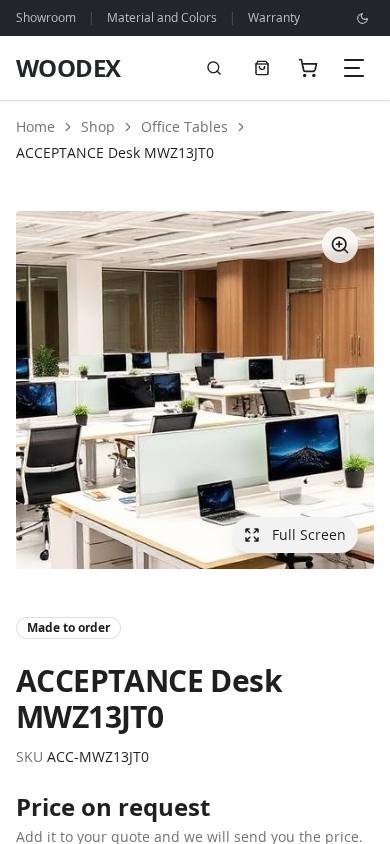 Showroom
Material and Colors
Warranty
WOODEX
Home > Shop > Office Tables >
ACCEPTANCE Desk MWZ13JT0
Full Screen
Made to order
ACCEPTANCE Desk
MWZ13JT0
SKU ACC-MWZ13JT0
Price on request
Add it to your quote and we will send you the price.